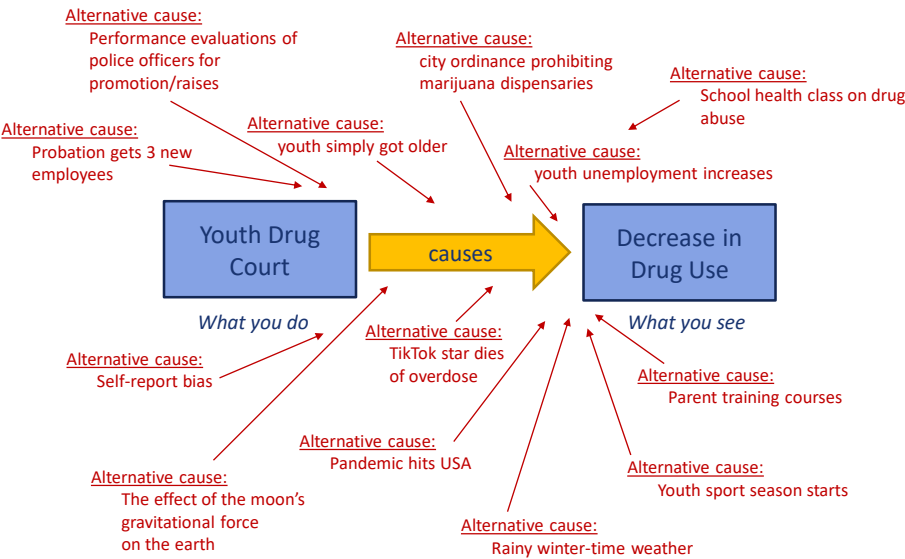 Alternative cause:
Performance evaluations of
police officers for
promotion/raises
Alternative cause:
city ordinance prohibiting
marijuana dispensaries
Alternative cause:
School health class on drug
abuse
Alternative cause:
Probation gets 3 new
employees
Alternative cause:
youth simply got older
Alternative cause:
youth unemployment increases
Youth Drug
Court
causes
Decrease in
Drug Use
What you do
What you see
Alternative cause:
Self-report bias
Alternative cause:
TikTok star dies
of overdose
Alternative cause:
Parent training courses
Alternative cause:
Pandemic hits USA
Alternative cause:
The effect of the moon's
gravitational force
on the earth
Alternative cause:
Youth sport season starts
Alternative cause:
Rainy winter-time weather